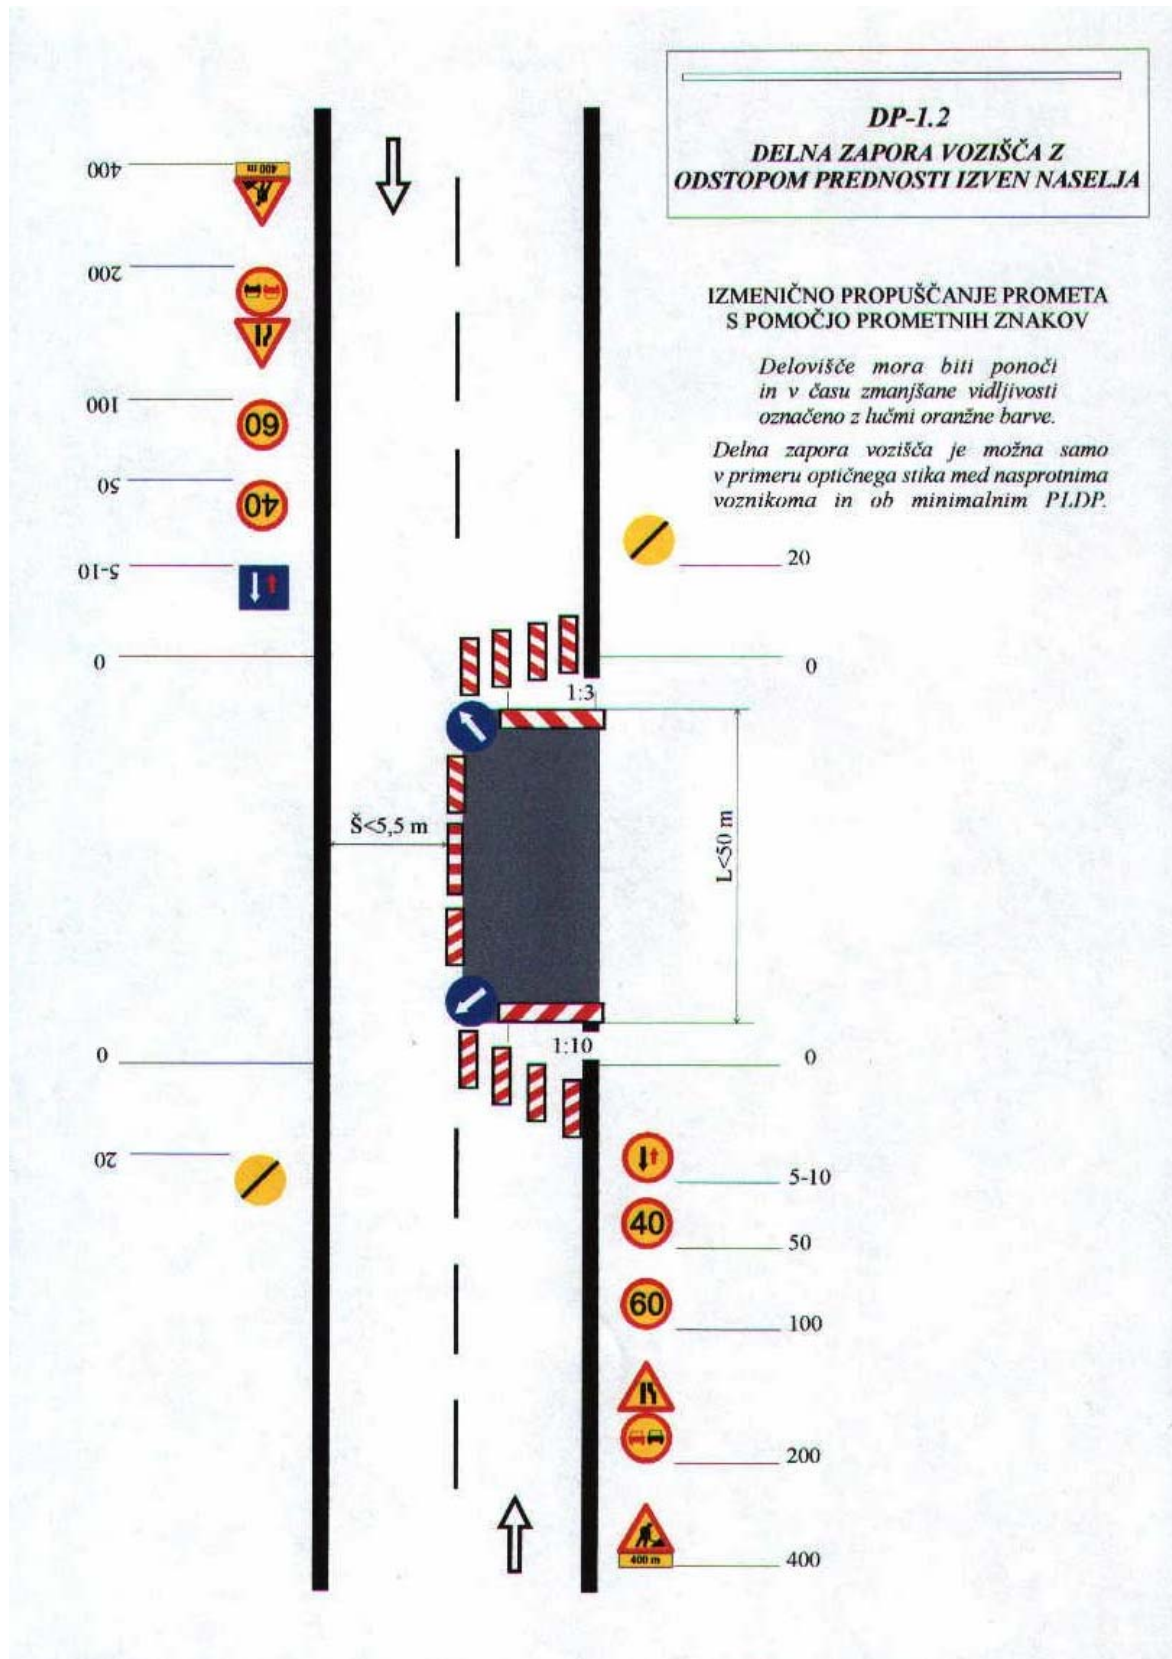 DP-1.2
DELNA ZAPORA VOZIŠČA Z
ODSTOPOM PREDNOSTI IZVEN NASELJA
IZMENIČNO PROPUŠČANJE PROMETA
S POMOČJO PROMETNIH ZNAKOV
Delovišče mora biti ponoči
in v času zmanjšane vidljivosti
označeno z lučmi oranžne barve.
Delna zapora vozišča je možna samo
v primeru optičnega stika med nasprotnima
voznikoma in ob minimalnim PLDP.
400
400 m
200
100
60
50
40
5-10
0
20
0
1:3
Š<5,5 m
L<50 m
1:10
0
20
0
5-10
40
50
60
100
200
400 m
400